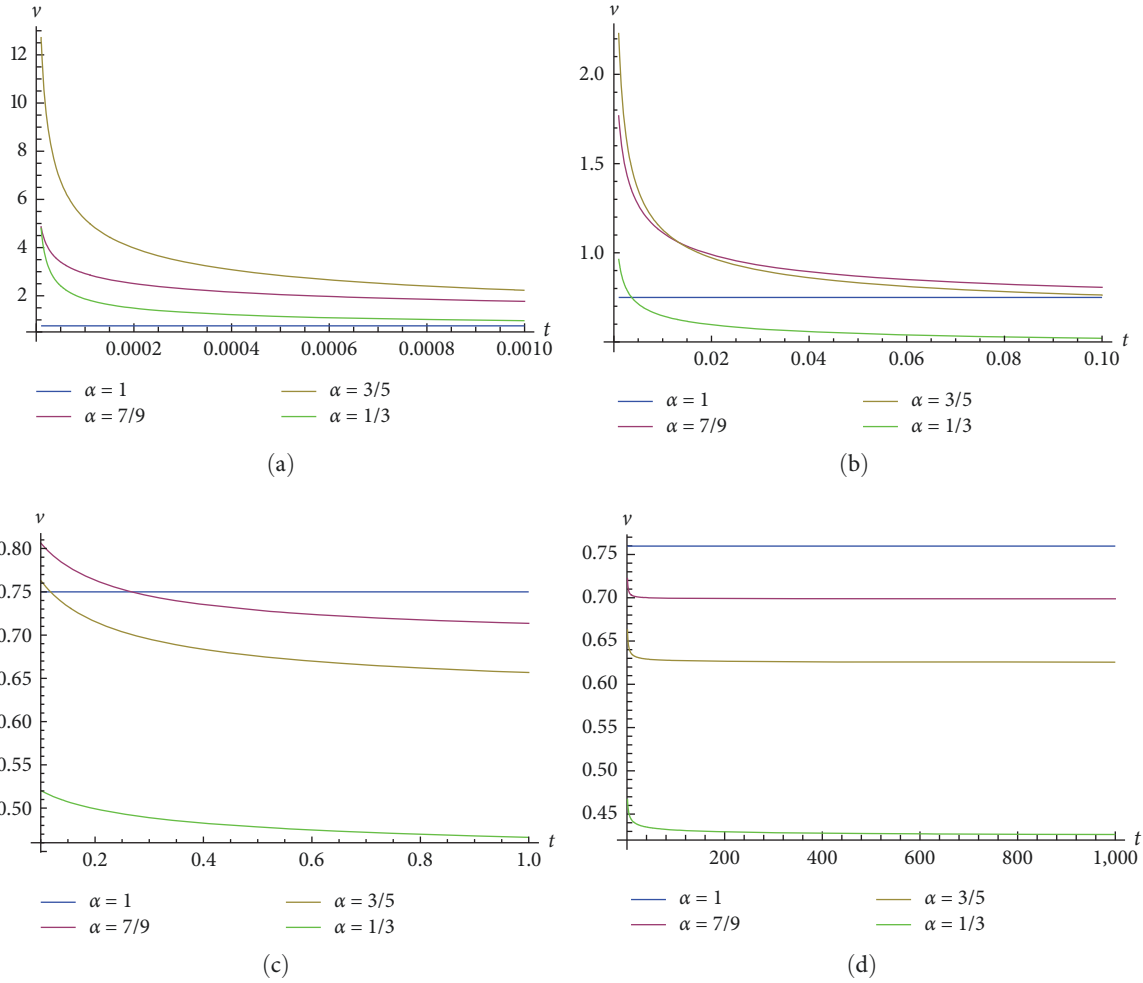 v
12
10
8
6
4
2
0.0002 0.0004 0.0006 0.0008 0.0010 t
α = 1 α = 3/5
α = 7/9 α = 1/3
(a)
v
2.0
1.5
1.0
0.02 0.04 0.06 0.08 0.10 t
α = 1 α = 3/5
α = 7/9 α = 1/3
(b)
v
0.80
0.75
0.70
0.65
0.60
0.55
0.50
0.2 0.4 0.6 0.8 1.0 t
α = 1 α = 3/5
α = 7/9 α = 1/3
(c)
v
0.75
0.70
0.65
0.60
0.55
0.50
0.45
200 400 600 800 1,000 t
α = 1 α = 3/5
α = 7/9 α = 1/3
(d)